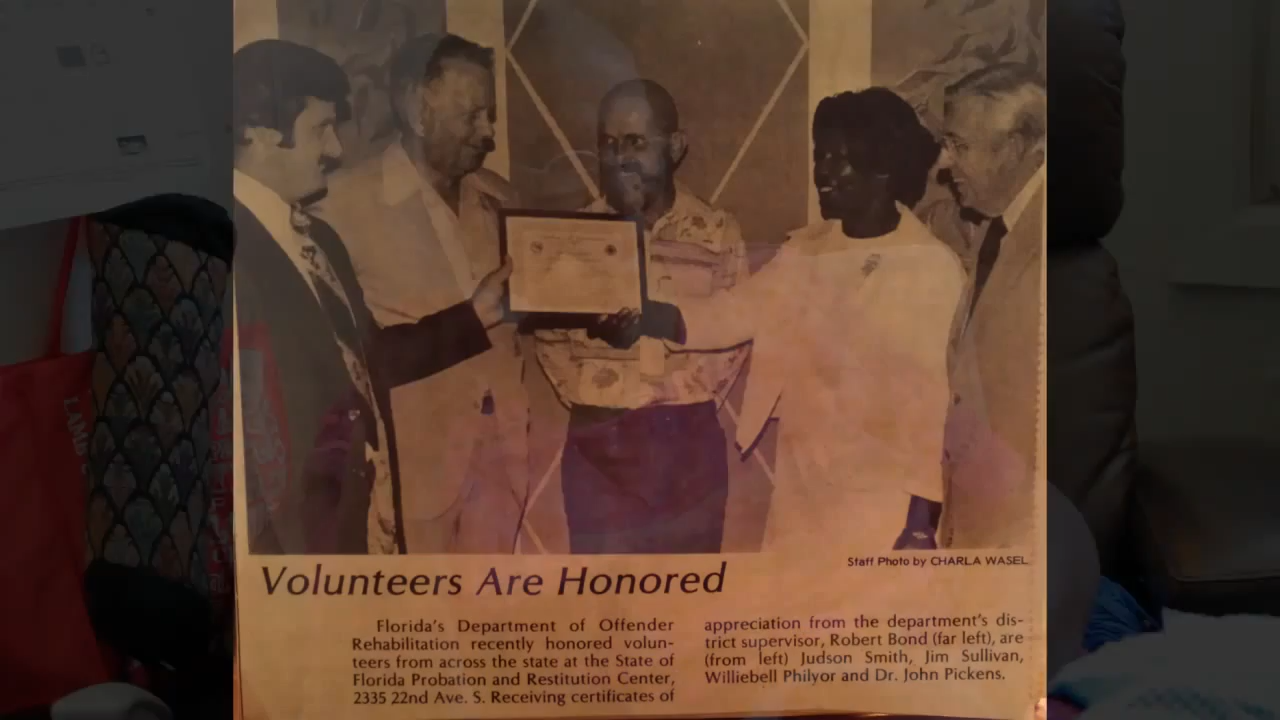 Staff Photo by CHARLA WASEL
Volunteers Are Honored
Florida's Department of Offender
Rehabilitation recently honored volun-
teers from across the state at the State of
Florida Probation and Restitution Center,
2335 22nd Ave. S. Receiving certificates of
appreciation from the department's dis-
trict supervisor, Robert Bond (far left), are
(from left) Judson Smith, Jim Sullivan,
Williebell Philyor and Dr. John Pickens.